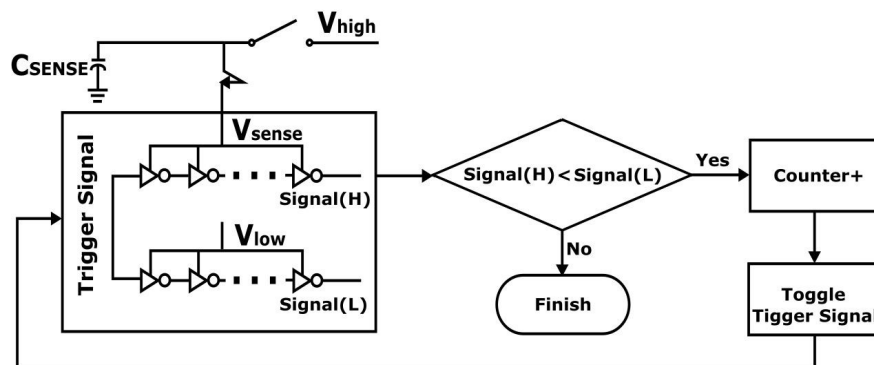 Vhigh
CSENSE
Trigger Signal
Vsense
Signal(H)
Vlow
Signal(L)
Signal(H) < Signal(L)
Yes
No
Finish
Counter+
Toggle
Tigger Signal